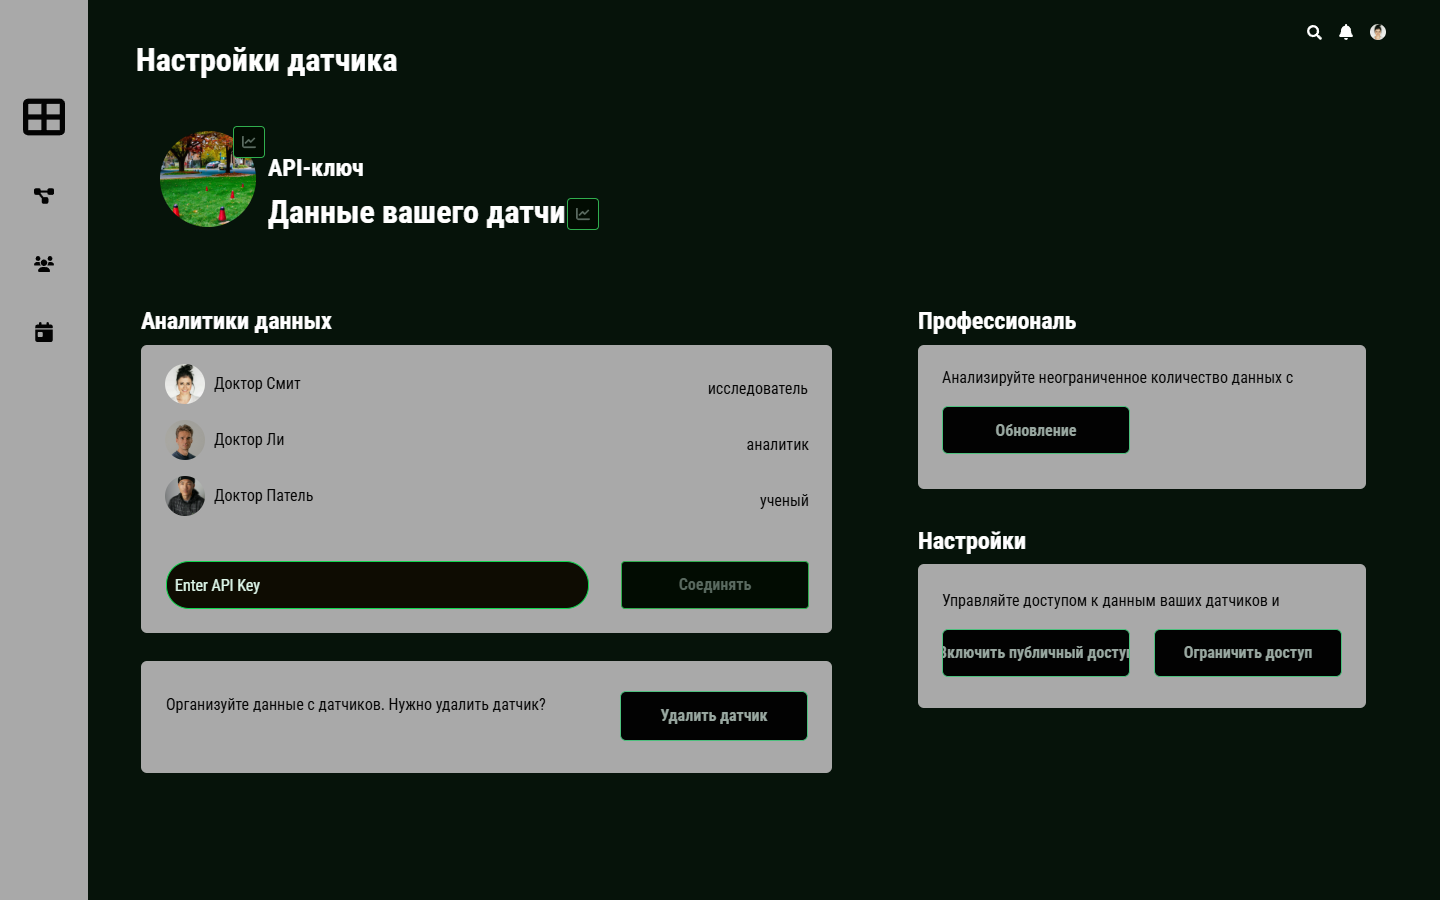 Настройки датчика
API-ключ
Данные вашего датчи
Аналитики данных
Доктор Смит
исследователь
Доктор Ли
аналитик
Доктор Патель
ученый
Enter API Key
Соединять
Организуйте данные с датчиков. Нужно удалить датчик?
Удалить датчик
Профессиональ
Анализируйте неограниченное количество данных с
Обновление
Настройки
Управляйте доступом к данным ваших датчиков и
Включить публичный доступ
Ограничить доступ